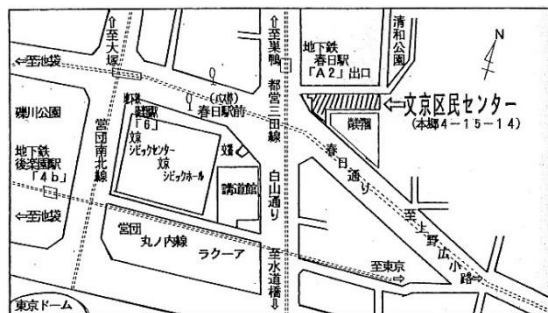 ⇐至池袋
至大塚⇒
礫川公園
地下鉄
後楽園駅
「4b」
⇐至池袋
東京ドーム
営団南北線
「6」
文京
シビックセンター
文京
シビックホール
(バス停)
春日駅前
講道館
営団
丸ノ内線
ラクーア
⇐至巣鴨
都営三田線
白山通り
至水道橋⇒
地下鉄
春日駅
「A2」出口
清和公園
N
⇐文京区民センター
(本郷4-15-14)
春日通り
至上野広小路⇒
至東京
⇒